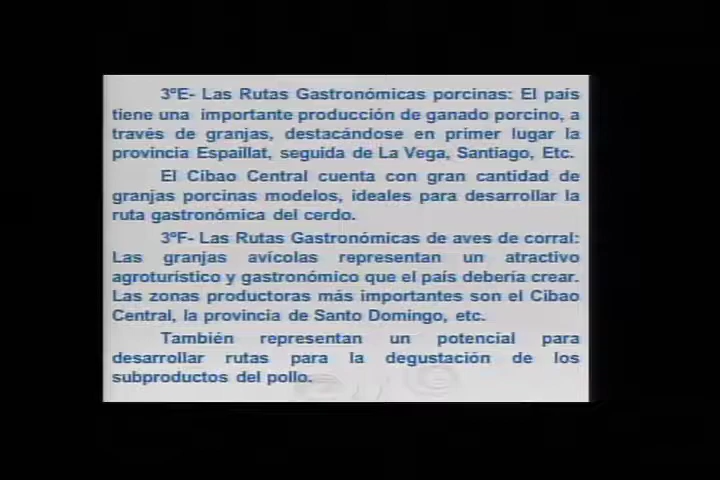 3ºE- Las Rutas Gastronómicas porcinas: El país
tiene una importante producción de ganado porcino, a
través de granjas, destacándose en primer lugar la
provincia Espaillat, seguida de La Vega, Santiago, Etc.
El Cibao Central cuenta con gran cantidad de
granjas porcinas modelos, ideales para desarrollar la
ruta gastronómica del cerdo.
3ºF- Las Rutas Gastronómicas de aves de corral:
Las granjas avícolas representan un atractivo
agroturístico y gastronómico que el país debería crear.
Las zonas productoras más importantes son el Cibao
Central, la provincia de Santo Domingo, etc.
También representan un potencial para
desarrollar rutas para la degustación de los
subproductos del pollo.